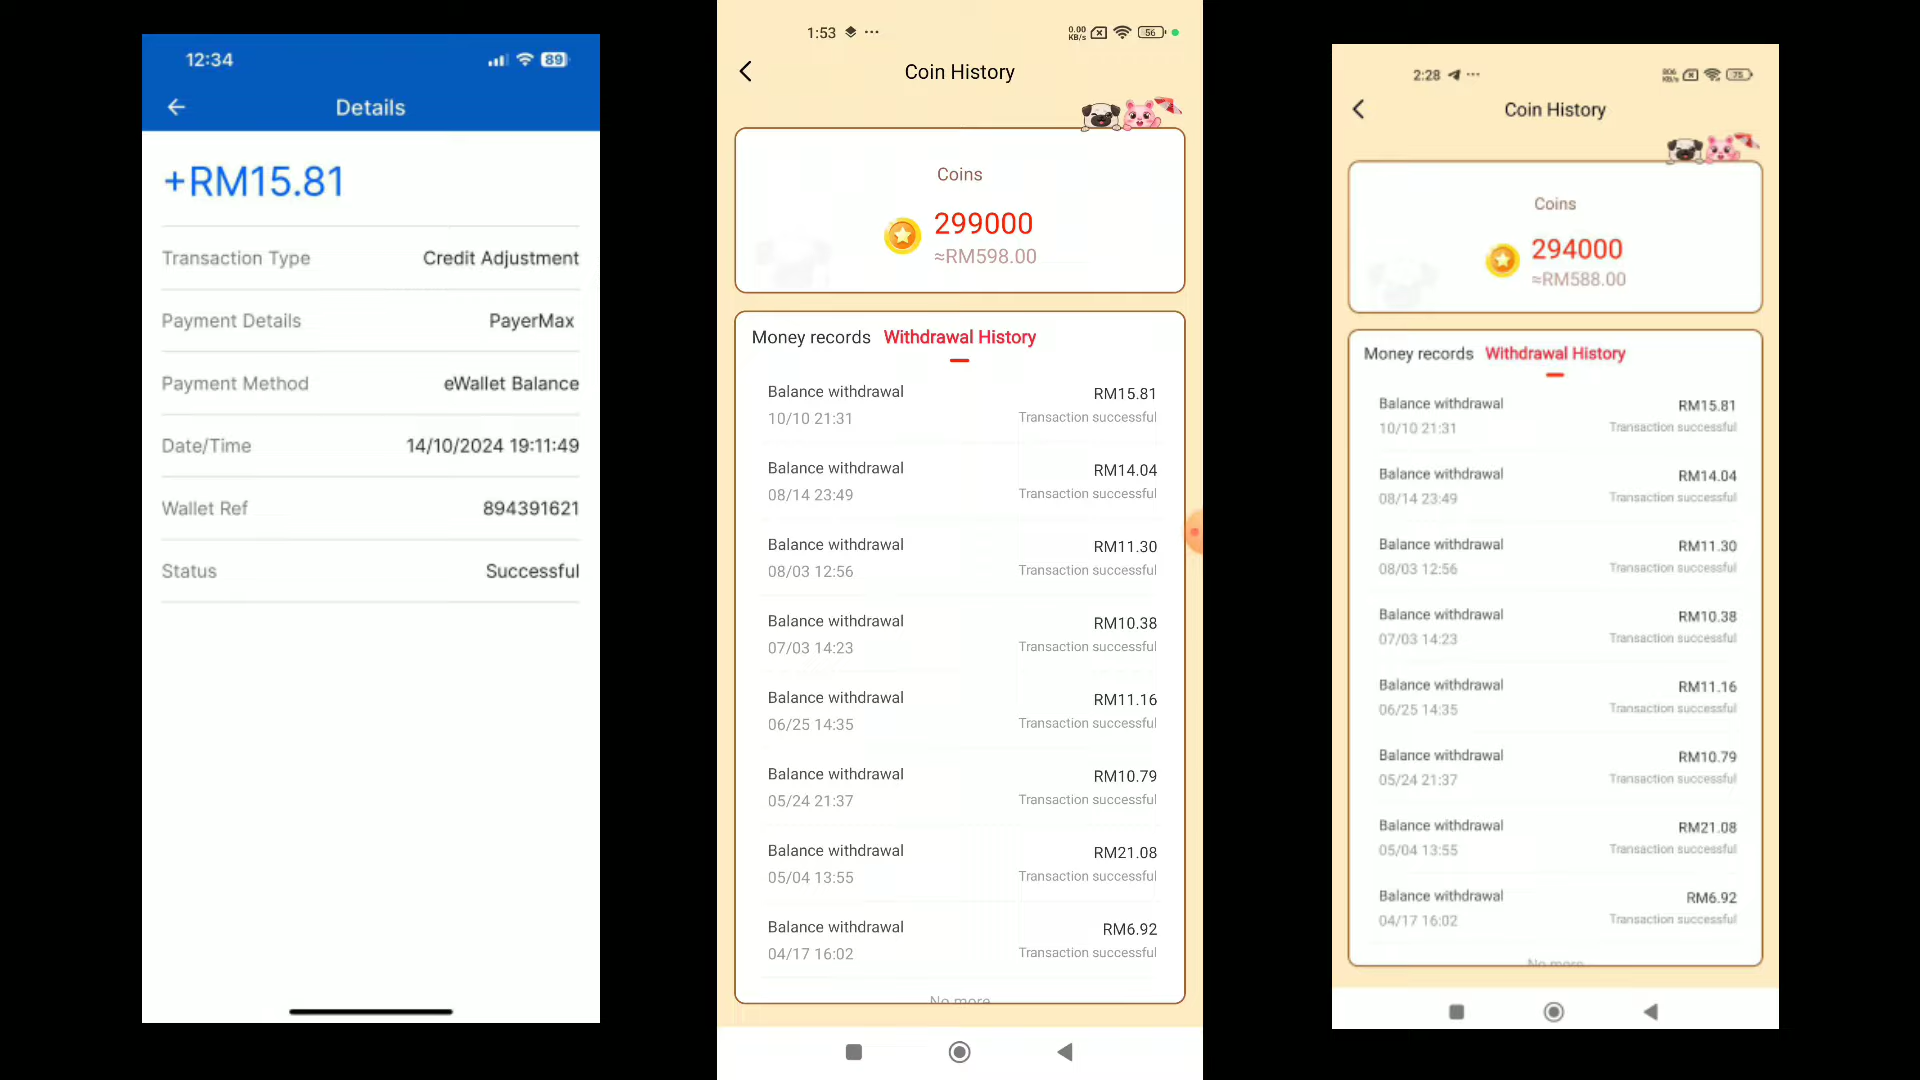 12:34
89
Details
+RM15.81
Transaction Type Credit Adjustment
Payment Details PayerMax
Payment Method eWallet Balance
Date/Time 14/10/2024 19:11:49
Wallet Ref 894391621
Status Successful
1:53 ···
0.00 KB/s 56
Coin History
Coins
299000
≈RM598.00
Money records Withdrawal History
Balance withdrawal RM15.81
10/10 21:31 Transaction successful
Balance withdrawal RM14.04
08/14 23:49 Transaction successful
Balance withdrawal RM11.30
08/03 12:56 Transaction successful
Balance withdrawal RM10.38
07/03 14:23 Transaction successful
Balance withdrawal RM11.16
06/25 14:35 Transaction successful
Balance withdrawal RM10.79
05/24 21:37 Transaction successful
Balance withdrawal RM21.08
05/04 13:55 Transaction successful
Balance withdrawal RM6.92
04/17 16:02 Transaction successful
No more
2:28 ···
KB/s 75
Coin History
Coins
294000
≈RM588.00
Money records Withdrawal History
Balance withdrawal RM15.81
10/10 21:31 Transaction successful
Balance withdrawal RM14.04
08/14 23:49 Transaction successful
Balance withdrawal RM11.30
08/03 12:56 Transaction successful
Balance withdrawal RM10.38
07/03 14:23 Transaction successful
Balance withdrawal RM11.16
06/25 14:35 Transaction successful
Balance withdrawal RM10.79
05/24 21:37 Transaction successful
Balance withdrawal RM21.08
05/04 13:55 Transaction successful
Balance withdrawal RM6.92
04/17 16:02 Transaction successful
No more